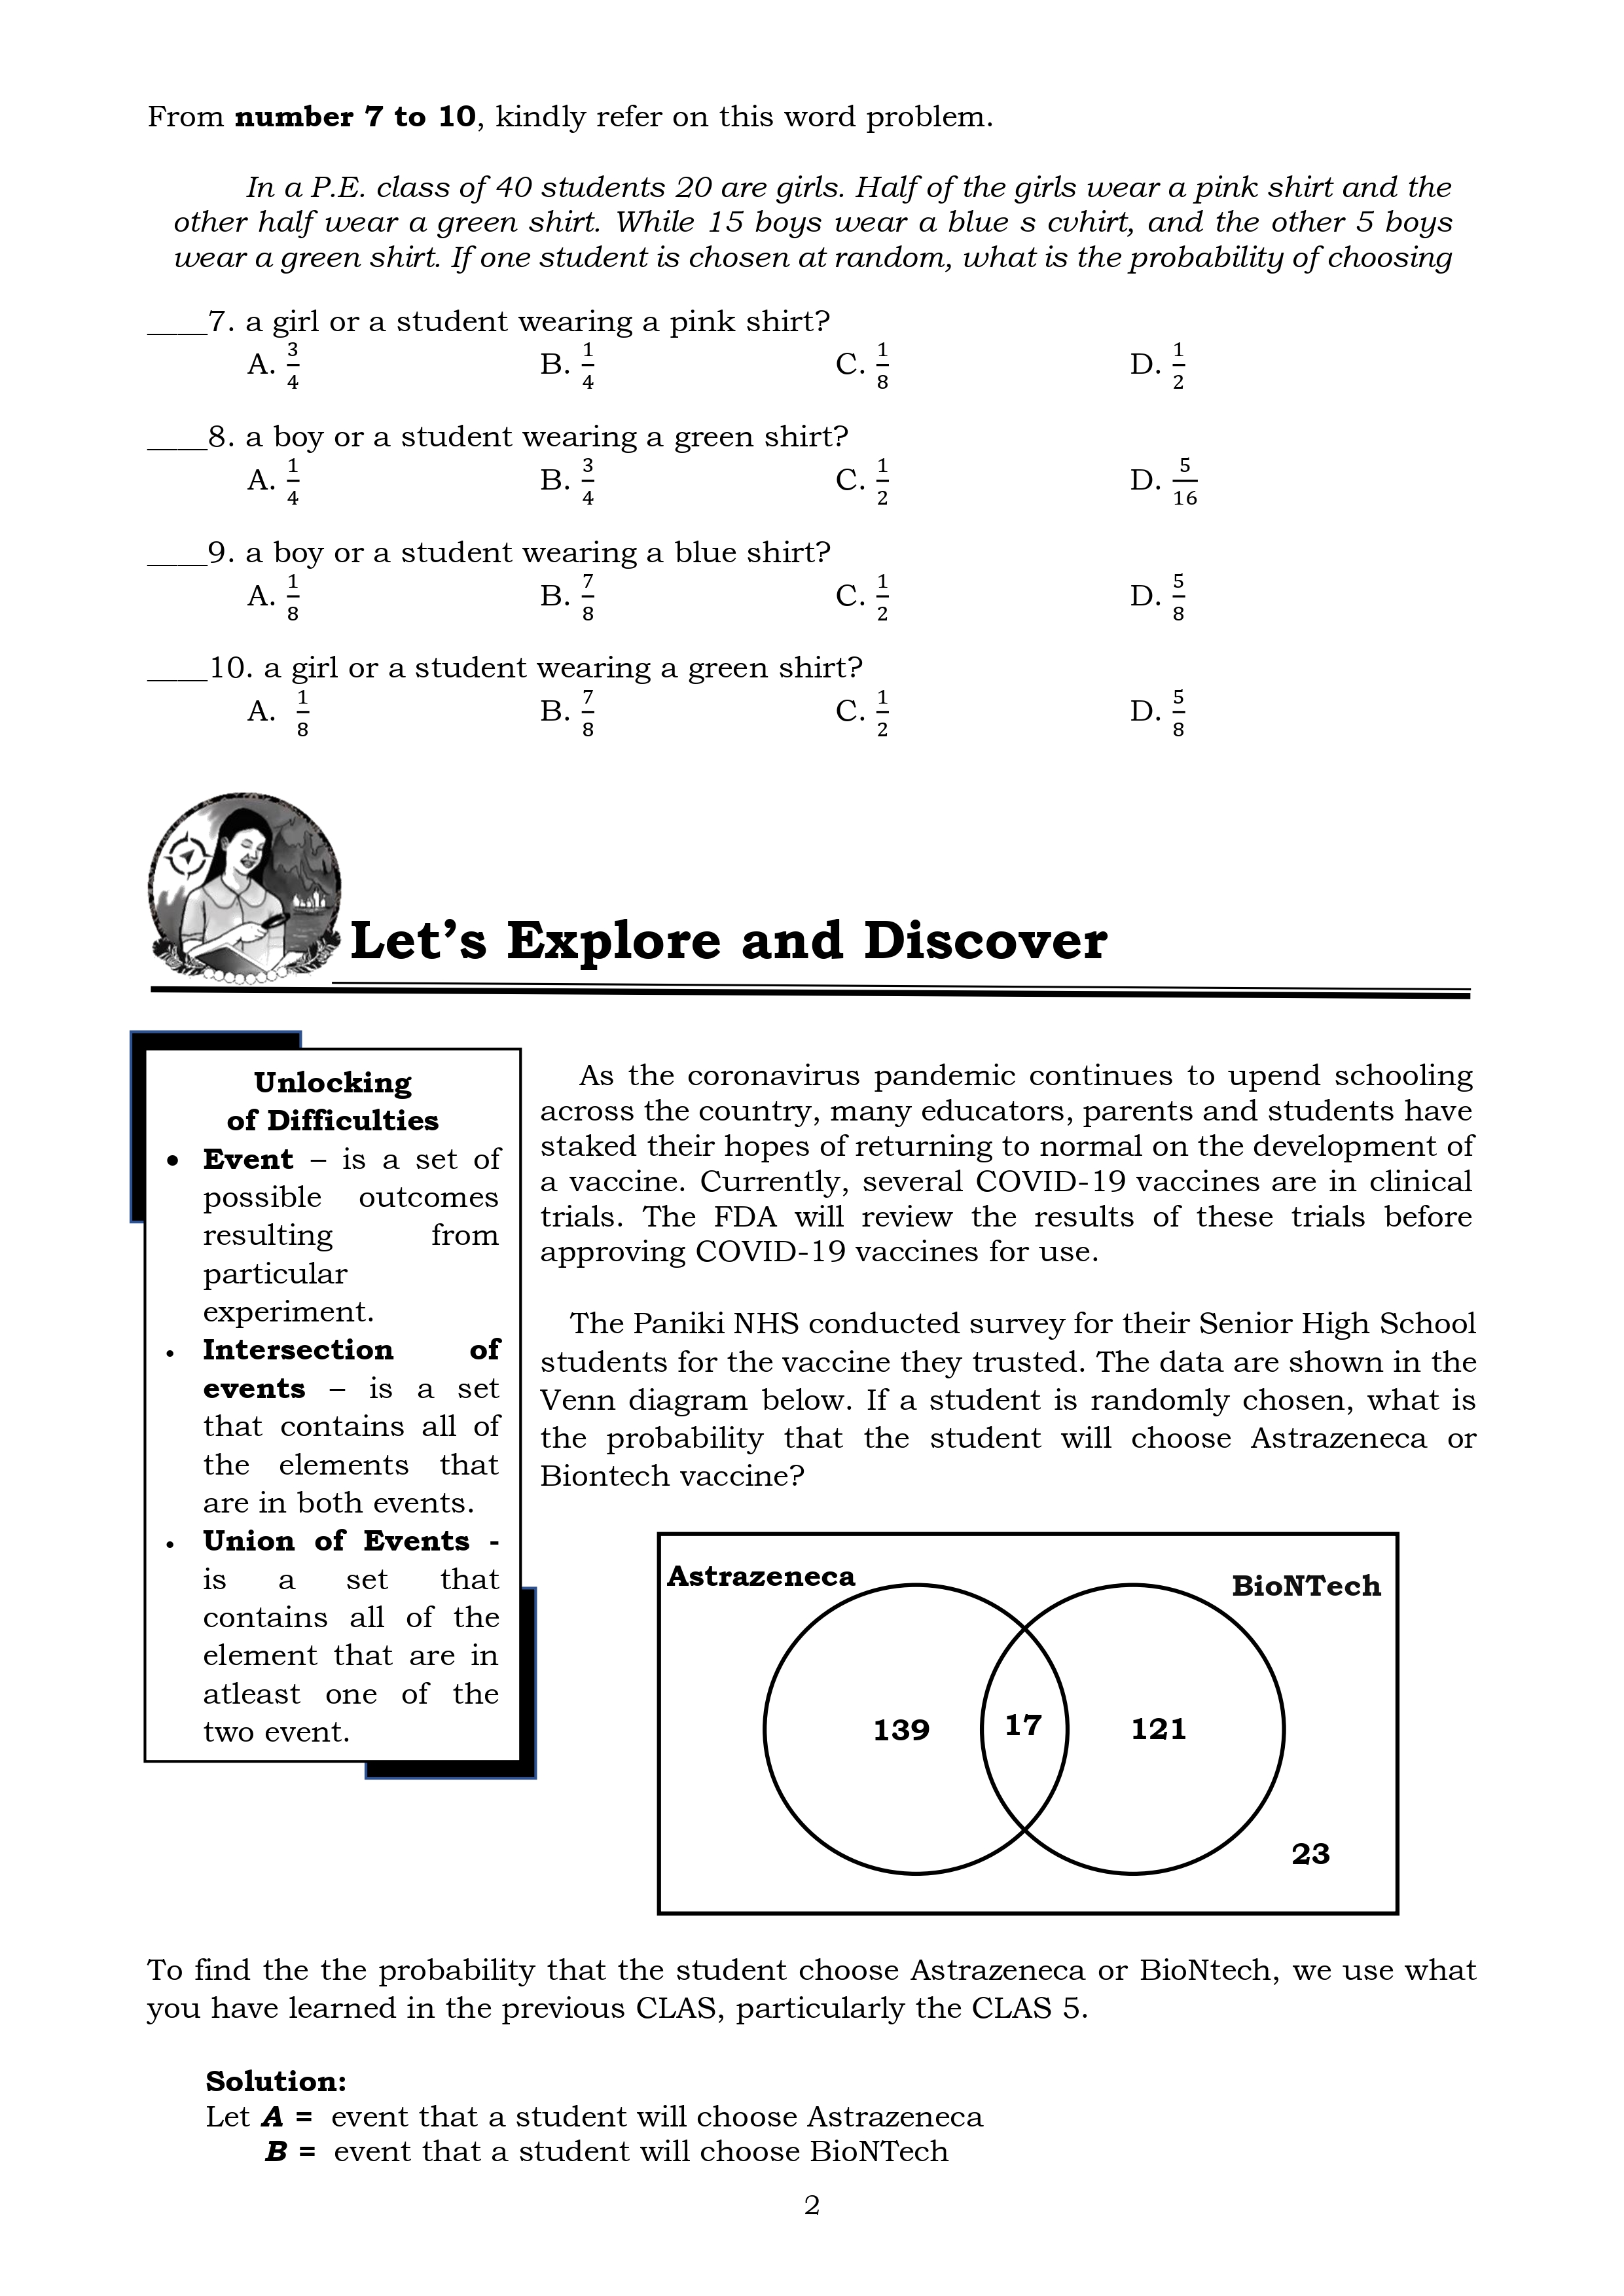 From number 7 to 10, kindly refer on this word problem.
In a P.E. class of 40 students 20 are girls. Half of the girls wear a pink shirt and the
other half wear a green shirt. While 15 boys wear a blue s cvhirt, and the other 5 boys
wear a green shirt. If one student is chosen at random, what is the probability of choosing
____7. a girl or a student wearing a pink shirt?
A. 3/4 B. 1/4 C. 1/8 D. 1/2
____8. a boy or a student wearing a green shirt?
A. 1/4 B. 3/4 C. 1/2 D. 5/16
____9. a boy or a student wearing a blue shirt?
A. 1/8 B. 7/8 C. 1/2 D. 5/8
____10. a girl or a student wearing a green shirt?
A. 1/8 B. 7/8 C. 1/2 D. 5/8
Let's Explore and Discover
Unlocking
of Difficulties
• Event – is a set of
possible outcomes
resulting from
particular
experiment.
• Intersection of
events – is a set
that contains all of
the elements that
are in both events.
• Union of Events -
is a set that
contains all of the
element that are in
atleast one of the
two event.
As the coronavirus pandemic continues to upend schooling
across the country, many educators, parents and students have
staked their hopes of returning to normal on the development of
a vaccine. Currently, several COVID-19 vaccines are in clinical
trials. The FDA will review the results of these trials before
approving COVID-19 vaccines for use.
The Paniki NHS conducted survey for their Senior High School
students for the vaccine they trusted. The data are shown in the
Venn diagram below. If a student is randomly chosen, what is
the probability that the student will choose Astrazeneca or
Biontech vaccine?
Astrazeneca
BioNTech
139 17 121
23
To find the the probability that the student choose Astrazeneca or BioNtech, we use what
you have learned in the previous CLAS, particularly the CLAS 5.
Solution:
Let A = event that a student will choose Astrazeneca
B = event that a student will choose BioNTech
2